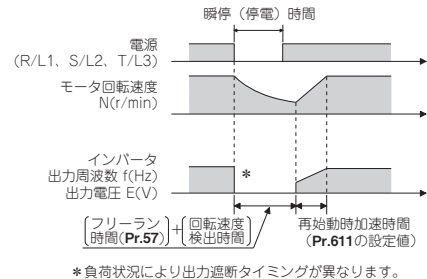 瞬停（停電）時間
電源
(R/L1、S/L2、T/L3)
モータ回転速度
N(r/min)
インバータ
出力周波数 f(Hz)
出力電圧 E(V)
*
フリーラン
時間(Pr.57)
+
回転速度
検出時間
再始動時加速時間
(Pr.611の設定値)
*負荷状況により出力遮断タイミングが異なります。